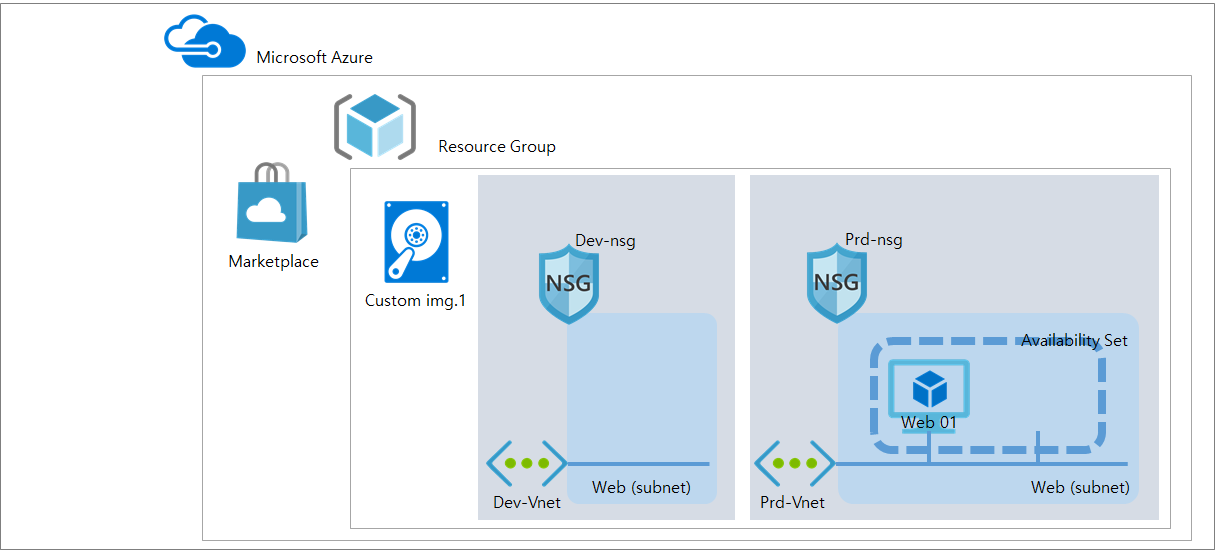 Microsoft Azure
Resource Group
Marketplace
Custom img.1
Dev-nsg
NSG
Prd-nsg
NSG
Availability Set
Web 01
Web (subnet)
Dev-Vnet
Web (subnet)
Prd-Vnet